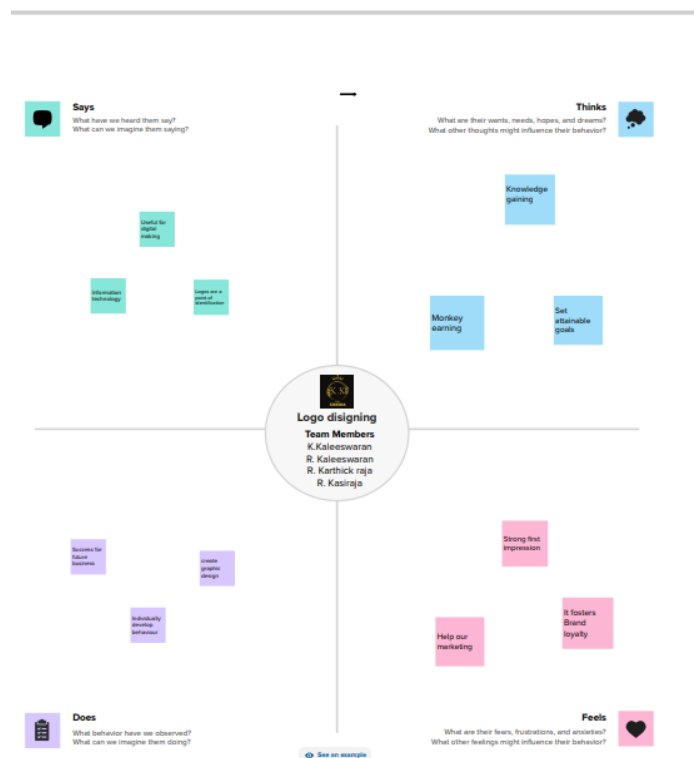 Says
What have we heard them say?
What can we imagine them saying?
Thinks
What are their wants, needs, hopes, and dreams?
What other thoughts might influence their behavior?
Useful for
digital
making
Information
technology
Logos are a
point of
identification
Knowledge
gaining
Monkey
earning
Set
attainable
goals
Logo disigning
Team Members
K.Kaleeswaran
R. Kaleeswaran
R. Karthick raja
R. Kasiraja
Success for
future
business
create
graphic
design
Individually
develop
behaviour
Strong first
impression
It fosters
Brand
loyalty
Help our
marketing
Does
What behavior have we observed?
What can we imagine them doing?
Feels
What are their fears, frustrations, and anxieties?
What other feelings might influence their behavior?
See an example